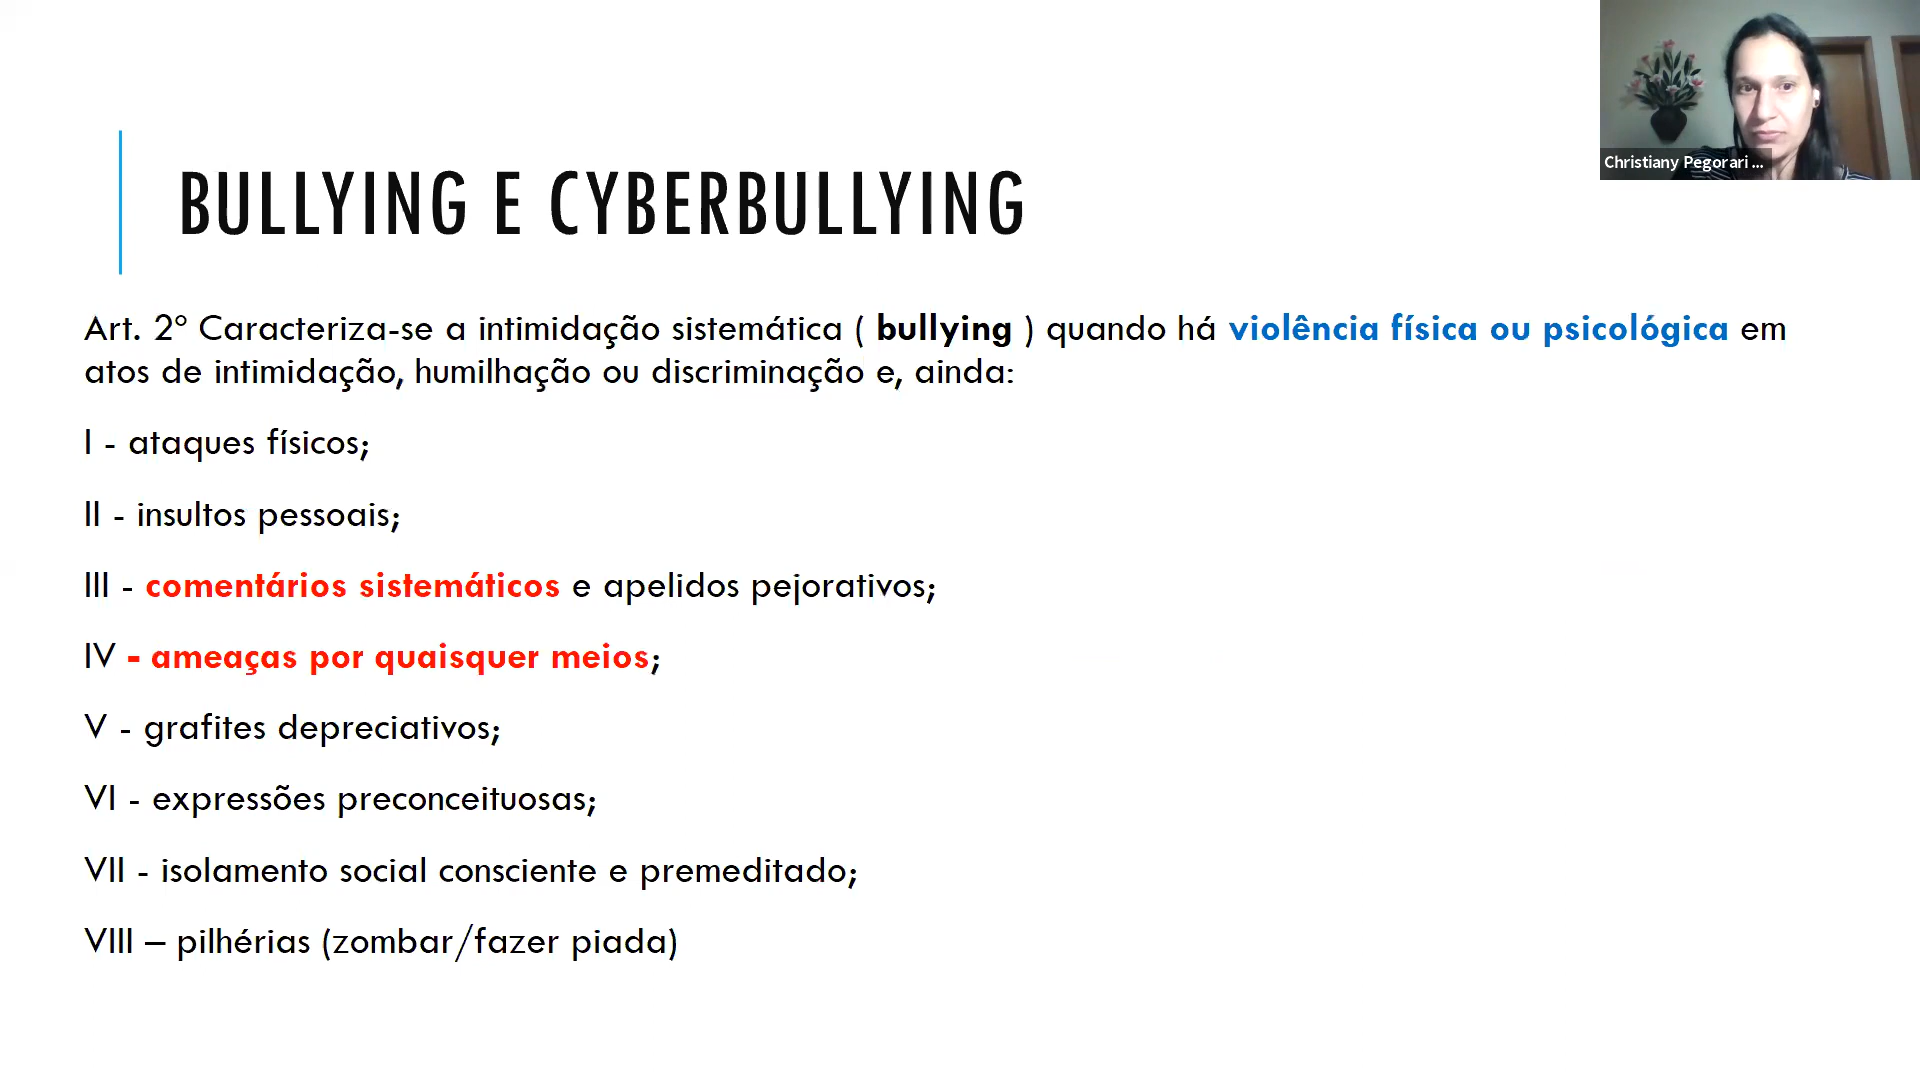 BULLYING E CYBERBULLYING
Christiany Pegorari ...
Art. 2º Caracteriza-se a intimidação sistemática ( bullying ) quando há violência física ou psicológica em
atos de intimidação, humilhação ou discriminação e, ainda:
I - ataques físicos;
II - insultos pessoais;
III - comentários sistemáticos e apelidos pejorativos;
IV - ameaças por quaisquer meios;
V - grafites depreciativos;
VI - expressões preconceituosas;
VII - isolamento social consciente e premeditado;
VIII – pilhérias (zombar/fazer piada)